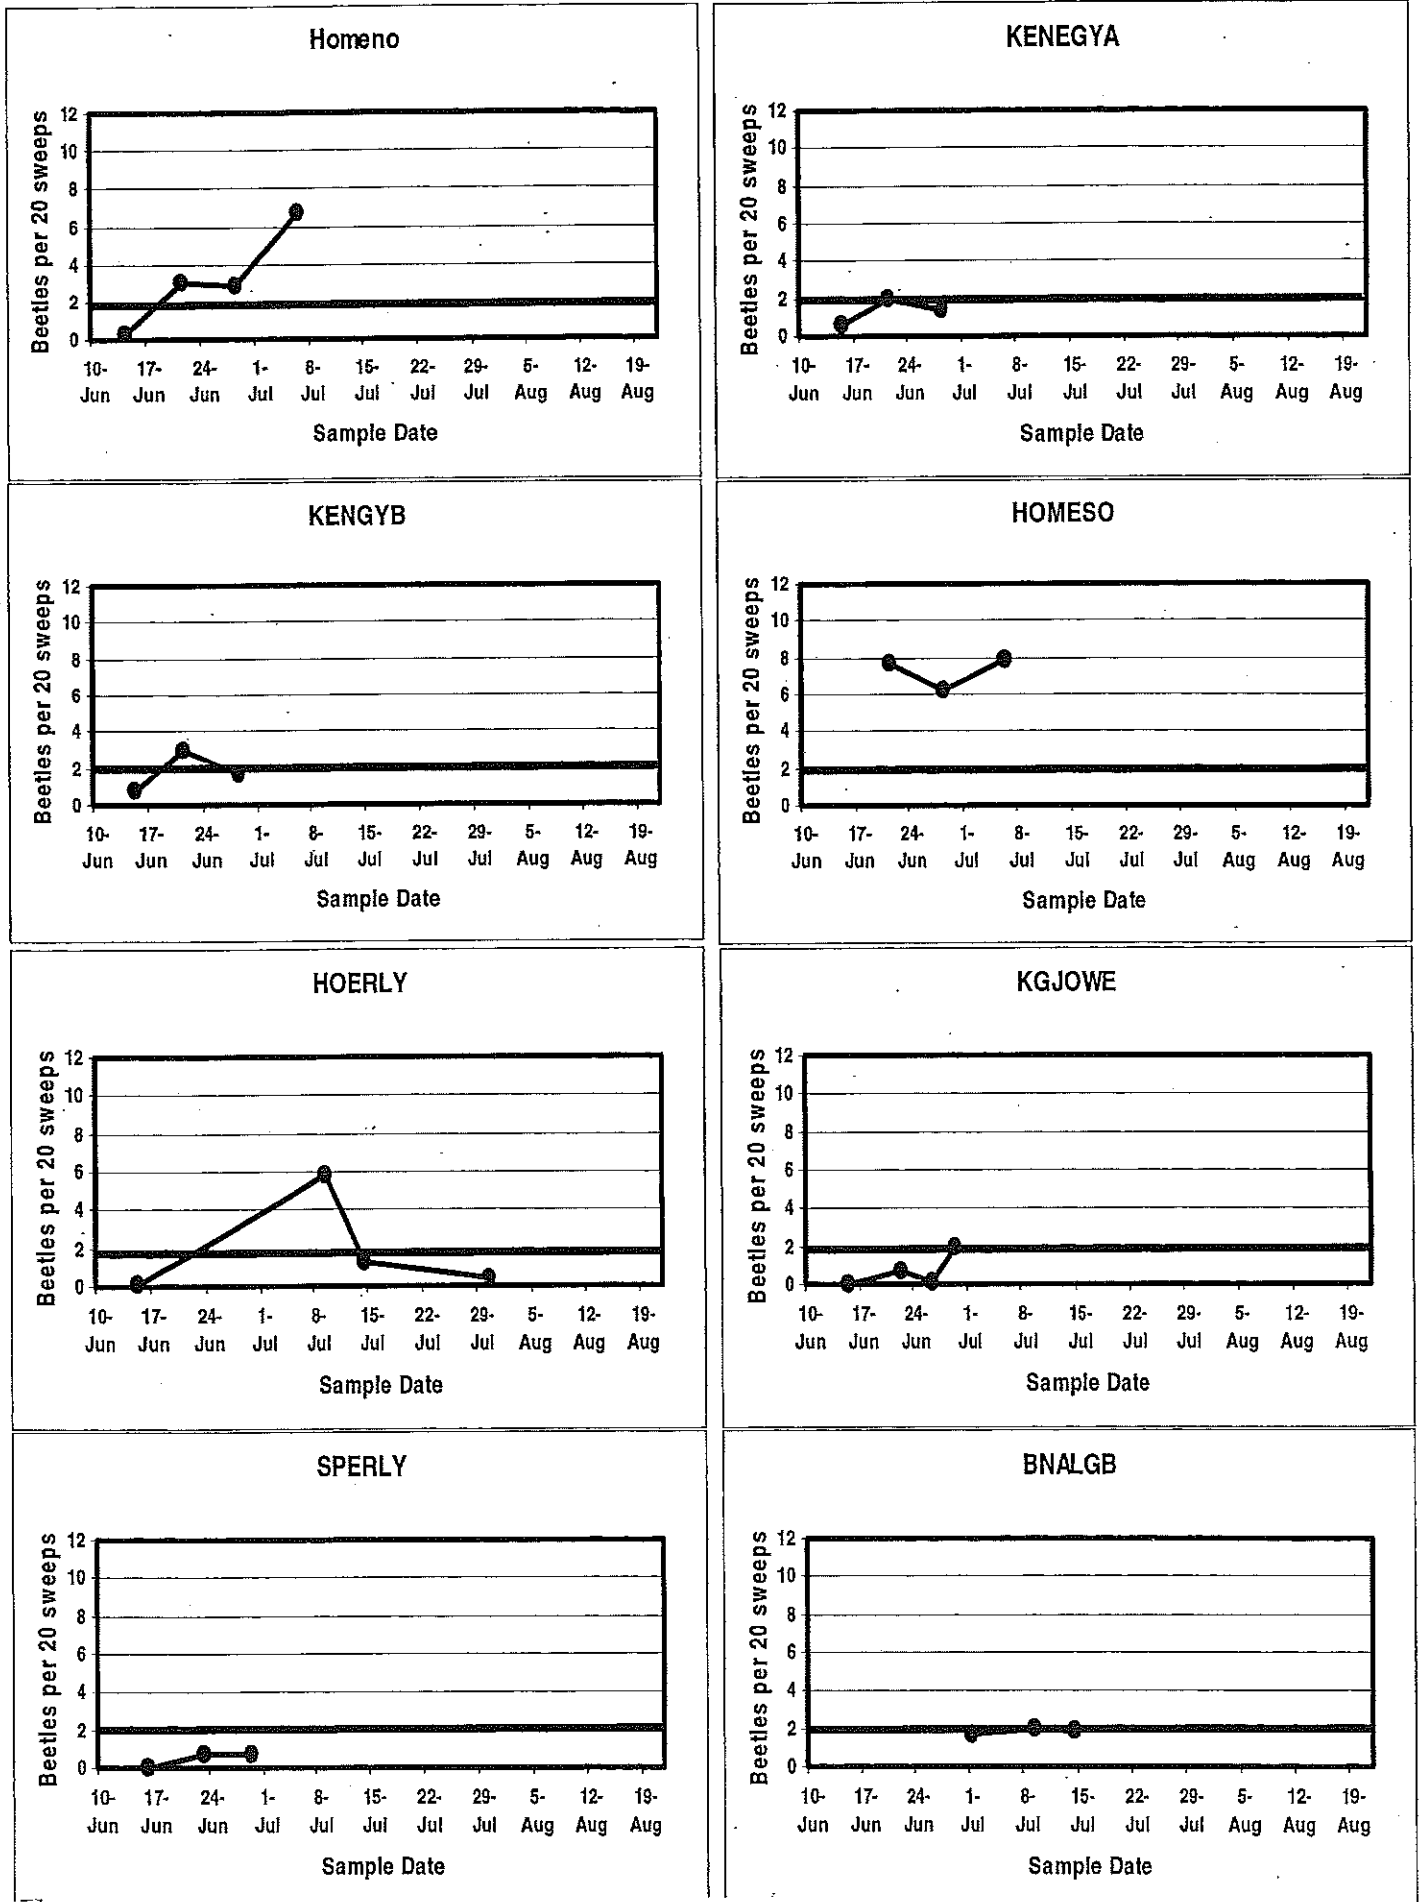 Homeno
Beetles per 20 sweeps
12
10
8
6
4
2
0
10- 17- 24- 1- 8- 15- 22- 29- 5- 12- 19-
Jun Jun Jun Jul Jul Jul Jul Jul Aug Aug Aug
Sample Date
KENEGYA
Beetles per 20 sweeps
12
10
8
6
4
2
0
10- 17- 24- 1- 8- 15- 22- 29- 5- 12- 19-
Jun Jun Jun Jul Jul Jul Jul Jul Aug Aug Aug
Sample Date
KENGYB
Beetles per 20 sweeps
12
10
8
6
4
2
0
10- 17- 24- 1- 8- 15- 22- 29- 5- 12- 19-
Jun Jun Jun Jul Jul Jul Jul Jul Aug Aug Aug
Sample Date
HOMESO
Beetles per 20 sweeps
12
10
8
6
4
2
0
10- 17- 24- 1- 8- 15- 22- 29- 5- 12- 19-
Jun Jun Jun Jul Jul Jul Jul Jul Aug Aug Aug
Sample Date
HOERLY
Beetles per 20 sweeps
12
10
8
6
4
2
0
10- 17- 24- 1- 8- 15- 22- 29- 5- 12- 19-
Jun Jun Jun Jul Jul Jul Jul Jul Aug Aug Aug
Sample Date
KGJOWE
Beetles per 20 sweeps
12
10
8
6
4
2
0
10- 17- 24- 1- 8- 15- 22- 29- 5- 12- 19-
Jun Jun Jun Jul Jul Jul Jul Jul Aug Aug Aug
Sample Date
SPERLY
Beetles per 20 sweeps
12
10
8
6
4
2
0
10- 17- 24- 1- 8- 15- 22- 29- 5- 12- 19-
Jun Jun Jun Jul Jul Jul Jul Jul Aug Aug Aug
Sample Date
BNALGB
Beetles per 20 sweeps
12
10
8
6
4
2
0
10- 17- 24- 1- 8- 15- 22- 29- 5- 12- 19-
Jun Jun Jun Jul Jul Jul Jul Jul Aug Aug Aug
Sample Date